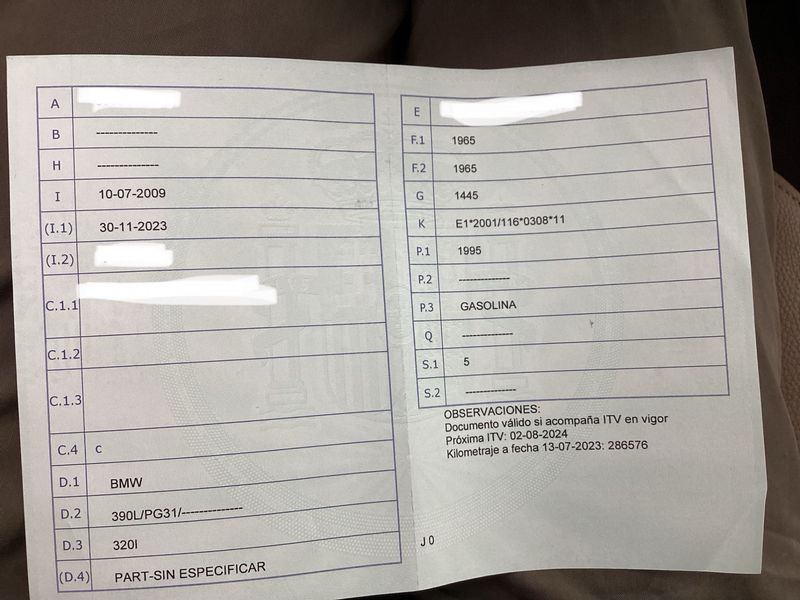 A
B --------------
H --------------
I 10-07-2009
(I.1) 30-11-2023
(I.2)
C.1.1
C.1.2
C.1.3
C.4 C
D.1 BMW
D.2 390L/PG31/--------------
D.3 320I
(D.4) PART-SIN ESPECIFICAR
E
F.1 1965
F.2 1965
G 1445
K E1*2001/116*0308*11
P.1 1995
P.2 ------------
P.3 GASOLINA
Q ------------
S.1 5
S.2 ------------
OBSERVACIONES:
Documento válido si acompaña ITV en vigor
Próxima ITV: 02-08-2024
Kilometraje a fecha 13-07-2023: 286576
J 0